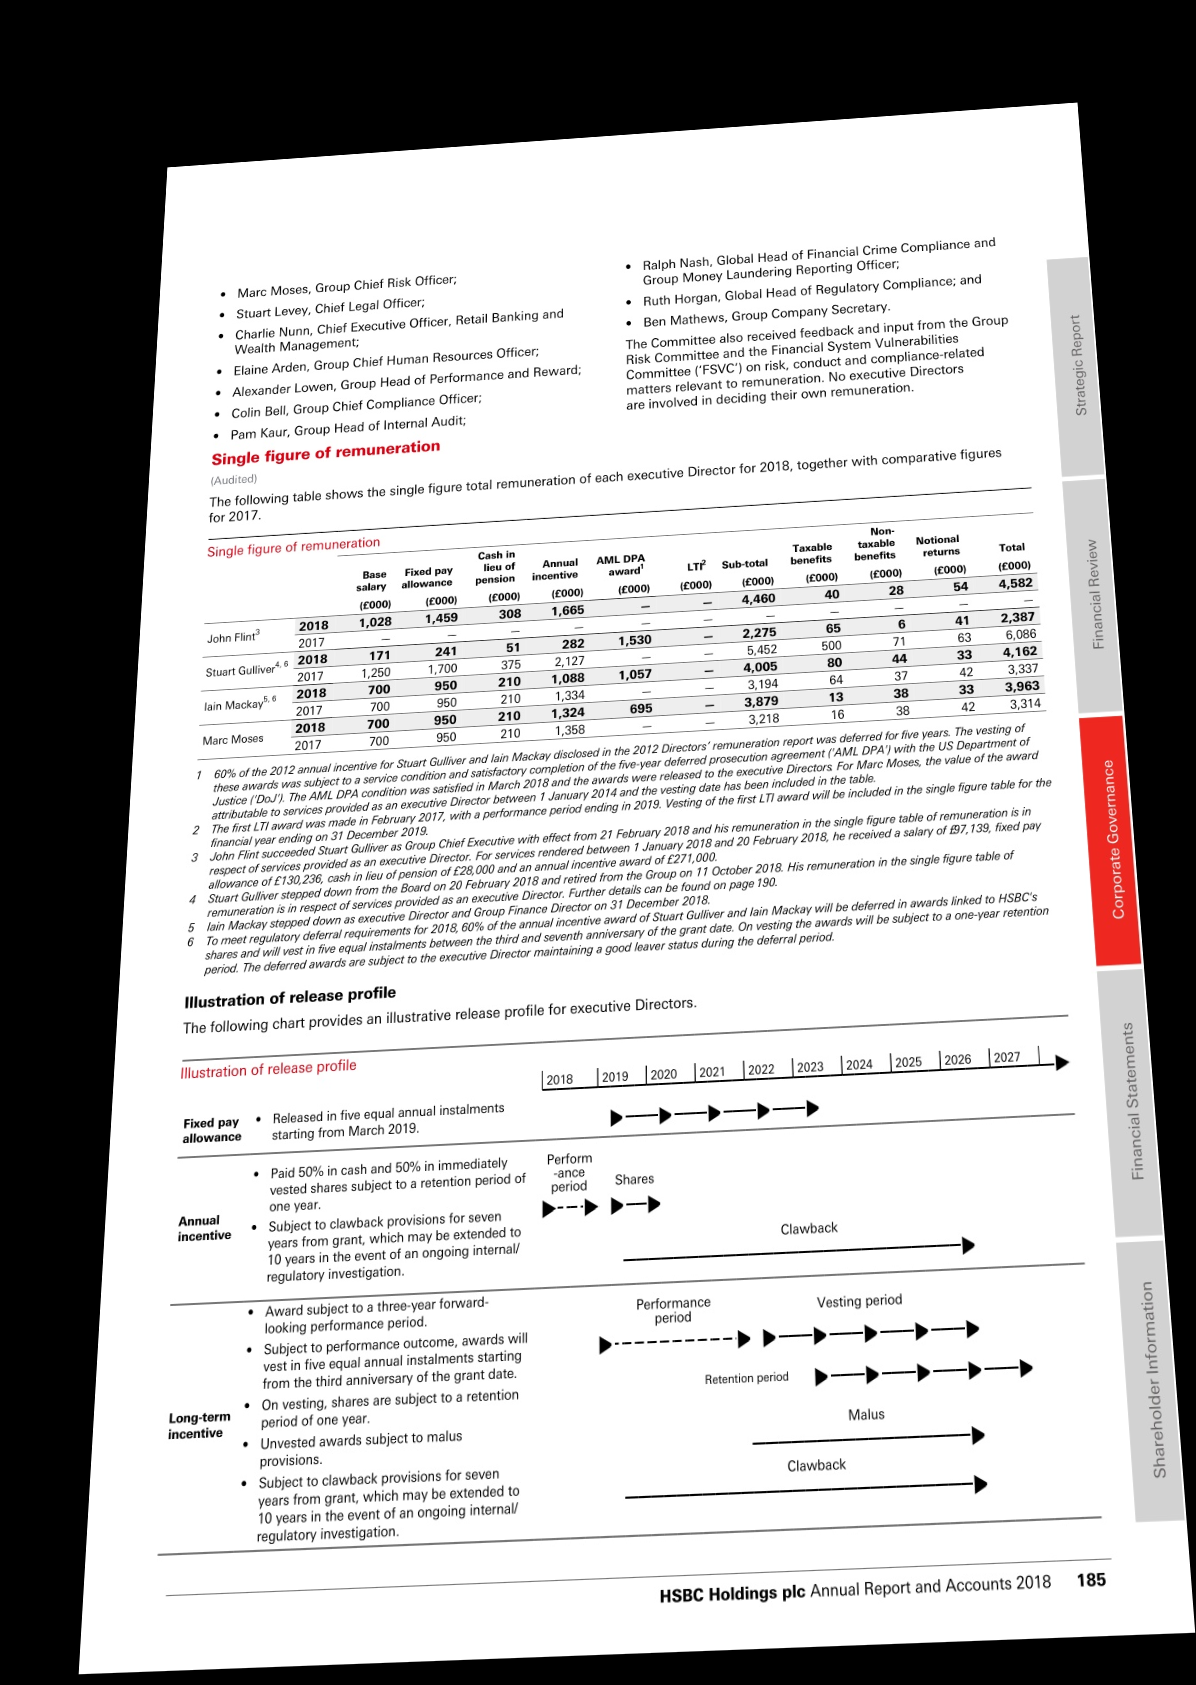 • Marc Moses, Group Chief Risk Officer;
• Stuart Levey, Chief Legal Officer;
• Charlie Nunn, Chief Executive Officer, Retail Banking and
Wealth Management;
• Elaine Arden, Group Chief Human Resources Officer;
• Alexander Lowen, Group Head of Performance and Reward;
• Colin Bell, Group Chief Compliance Officer;
• Pam Kaur, Group Head of Internal Audit;
• Ralph Nash, Global Head of Financial Crime Compliance and
Group Money Laundering Reporting Officer;
• Ruth Horgan, Global Head of Regulatory Compliance; and
• Ben Mathews, Group Company Secretary.
The Committee also received feedback and input from the Group
Risk Committee and the Financial System Vulnerabilities
Committee ('FSVC') on risk, conduct and compliance-related
matters relevant to remuneration. No executive Directors
are involved in deciding their own remuneration.
Single figure of remuneration
(Audited)
The following table shows the single figure total remuneration of each executive Director for 2018, together with comparative figures
for 2017.
Single figure of remuneration
Base salary Fixed pay allowance Cash in lieu of pension Annual incentive AML DPA award1 LTI2 Sub-total Taxable benefits Non-taxable benefits Notional returns Total
(£000) (£000) (£000) (£000) (£000) (£000) (£000) (£000) (£000) (£000) (£000)
John Flint3 2018 1,028 1,459 308 1,665 — — 4,460 40 28 54 4,582
2017 — — — — — — — — — — —
Stuart Gulliver4, 6 2018 171 241 51 282 1,530 — 2,275 65 6 41 2,387
2017 1,250 1,700 375 2,127 — — 5,452 500 71 63 6,086
Iain Mackay5, 6 2018 700 950 210 1,088 1,057 — 4,005 80 44 33 4,162
2017 700 950 210 1,334 — — 3,194 64 37 42 3,337
Marc Moses 2018 700 950 210 1,324 695 — 3,879 13 38 33 3,963
2017 700 950 210 1,358 — — 3,218 16 38 42 3,314
1 60% of the 2012 annual incentive for Stuart Gulliver and Iain Mackay disclosed in the 2012 Directors' remuneration report was deferred for five years. The vesting of
these awards was subject to a service condition and satisfactory completion of the five-year deferred prosecution agreement ('AML DPA') with the US Department of
Justice ('DoJ'). The AML DPA condition was satisfied in March 2018 and the awards were released to the executive Directors. For Marc Moses, the value of the award
attributable to services provided as an executive Director between 1 January 2014 and the vesting date has been included in the table.
2 The first LTI award was made in February 2017, with a performance period ending in 2019. Vesting of the first LTI award will be included in the single figure table for the
financial year ending on 31 December 2019.
3 John Flint succeeded Stuart Gulliver as Group Chief Executive with effect from 21 February 2018 and his remuneration in the single figure table of remuneration is in
respect of services provided as an executive Director. For services rendered between 1 January 2018 and 20 February 2018, he received a salary of £97,139, fixed pay
allowance of £130,236, cash in lieu of pension of £28,000 and an annual incentive award of £271,000.
4 Stuart Gulliver stepped down from the Board on 20 February 2018 and retired from the Group on 11 October 2018. His remuneration in the single figure table of
remuneration is in respect of services provided as an executive Director. Further details can be found on page 190.
5 Iain Mackay stepped down as executive Director and Group Finance Director on 31 December 2018.
6 To meet regulatory deferral requirements for 2018, 60% of the annual incentive award of Stuart Gulliver and Iain Mackay will be deferred in awards linked to HSBC's
shares and will vest in five equal instalments between the third and seventh anniversary of the grant date. On vesting the awards will be subject to a one-year retention
period. The deferred awards are subject to the executive Director maintaining a good leaver status during the deferral period.
Illustration of release profile
The following chart provides an illustrative release profile for executive Directors.
Illustration of release profile
2018 2019 2020 2021 2022 2023 2024 2025 2026 2027
Fixed pay
allowance
• Released in five equal annual instalments
starting from March 2019.
Annual
incentive
• Paid 50% in cash and 50% in immediately
vested shares subject to a retention period of
one year.
• Subject to clawback provisions for seven
years from grant, which may be extended to
10 years in the event of an ongoing internal/
regulatory investigation.
Perform
-ance
period
Shares
Clawback
Long-term
incentive
• Award subject to a three-year forward-
looking performance period.
• Subject to performance outcome, awards will
vest in five equal annual instalments starting
from the third anniversary of the grant date.
• On vesting, shares are subject to a retention
period of one year.
• Unvested awards subject to malus
provisions.
• Subject to clawback provisions for seven
years from grant, which may be extended to
10 years in the event of an ongoing internal/
regulatory investigation.
Performance
period
Vesting period
Retention period
Malus
Clawback
HSBC Holdings plc Annual Report and Accounts 2018 185
Strategic Report
Financial Review
Corporate Governance
Financial Statements
Shareholder Information